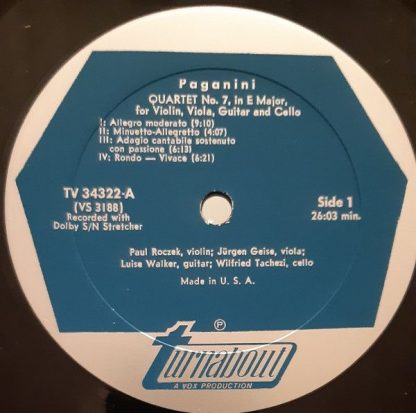 Paganini
QUARTET No. 7, in E Major,
for Violin, Viola, Guitar and Cello
I: Allegro moderato (9:10)
II: Minuetto-Allegretto (4:07)
III: Adagio cantabile sostenuto
con passione (6:13)
IV: Rondo — Vivace (6:21)
TV 34322-A
(VS 3188)
Recorded with
Dolby S/N Stretcher
Side 1
26:03 min.
Paul Roczek, violin; Jürgen Geise, viola;
Luise Walker, guitar; Wilfried Tachezi, cello
Made in U. S. A.
℗
turnabout
A VOX PRODUCTION